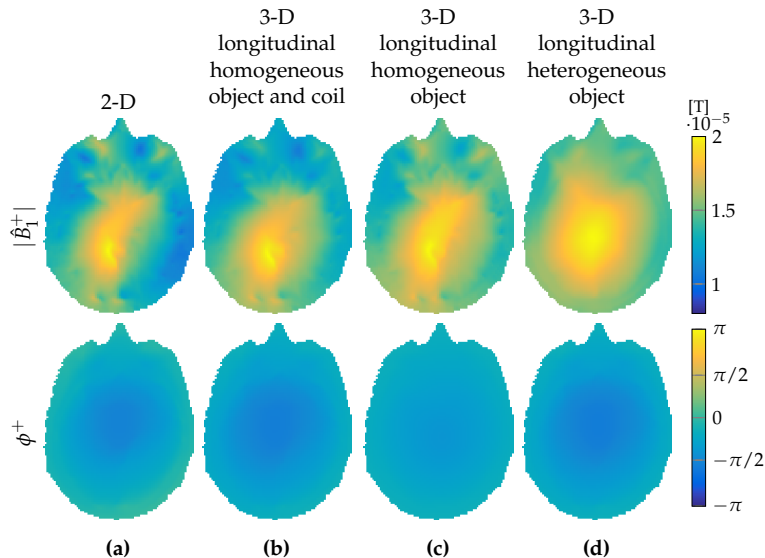 2-D
3-D
longitudinal
homogeneous
object and coil
3-D
longitudinal
homogeneous
object
3-D
longitudinal
heterogeneous
object
[T]
·10⁻⁵
2
1.5
1
|B̂₁⁺|
π
π/2
0
−π/2
−π
ϕ⁺
(a)
(b)
(c)
(d)